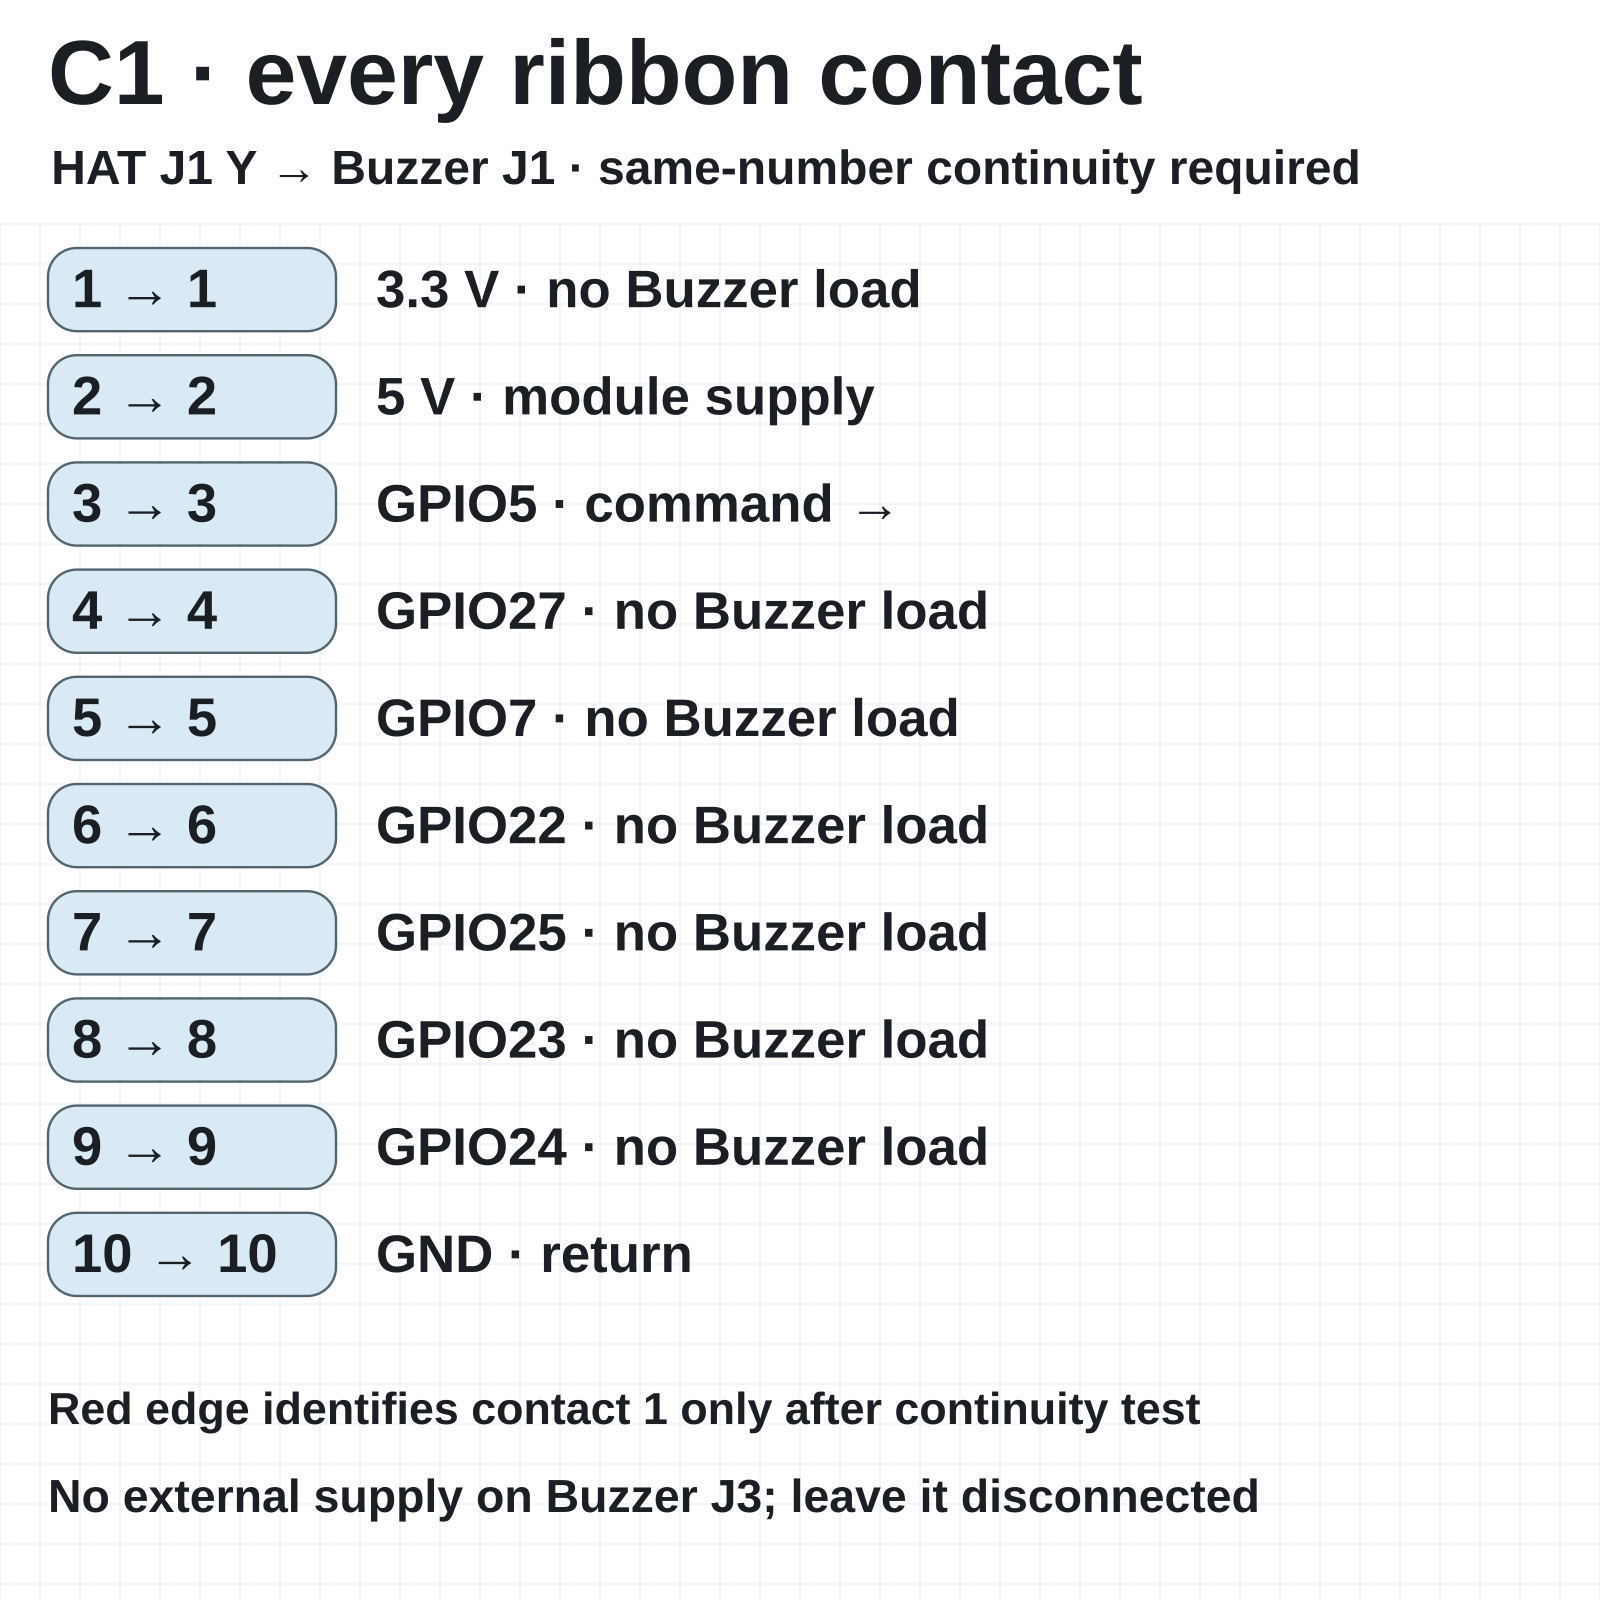 C1 · every ribbon contact
HAT J1 Y → Buzzer J1 · same-number continuity required
1 → 1 3.3 V · no Buzzer load
2 → 2 5 V · module supply
3 → 3 GPIO5 · command →
4 → 4 GPIO27 · no Buzzer load
5 → 5 GPIO7 · no Buzzer load
6 → 6 GPIO22 · no Buzzer load
7 → 7 GPIO25 · no Buzzer load
8 → 8 GPIO23 · no Buzzer load
9 → 9 GPIO24 · no Buzzer load
10 → 10 GND · return
Red edge identifies contact 1 only after continuity test
No external supply on Buzzer J3; leave it disconnected